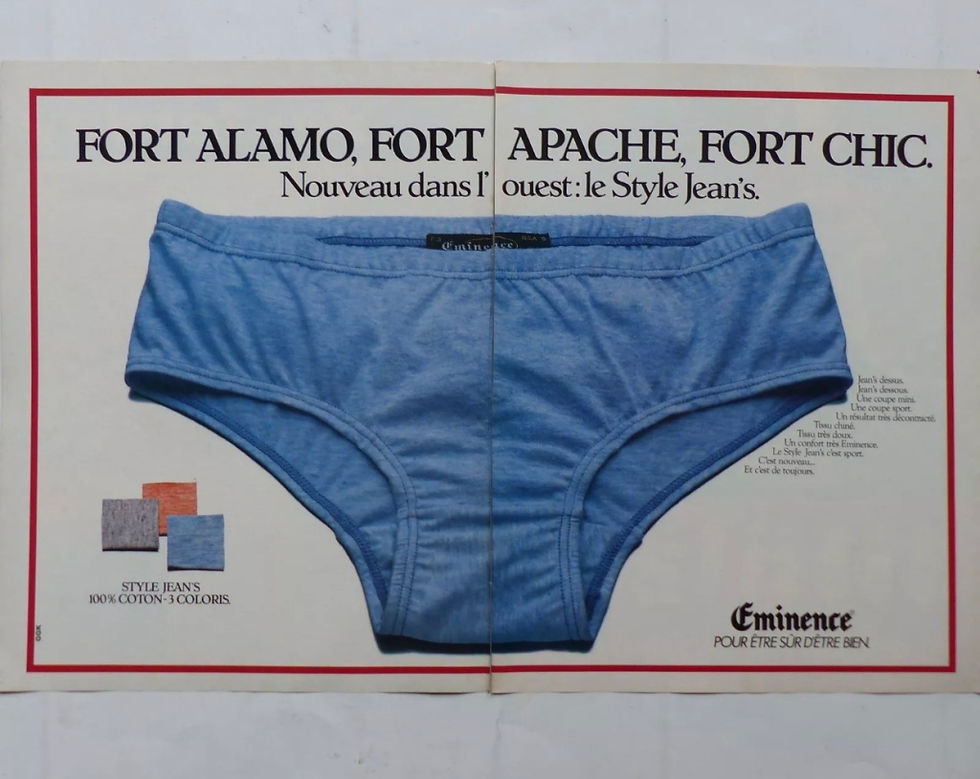 FORT ALAMO, FORT APACHE, FORT CHIC.
Nouveau dans l'ouest: le Style Jean's.
Eminence
Jean's dessus.
Jean's dessous.
Une coupe mini.
Une coupe sport.
Un résultat très décontracté.
Tissu chiné.
Tissu très doux.
Un confort très Eminence.
Le Style Jean's c'est sport.
C'est nouveau...
Et c'est de toujours.
STYLE JEAN'S
100% COTON-3 COLORIS.
Eminence
POUR ÊTRE SÛR D'ÊTRE BIEN.
GGK